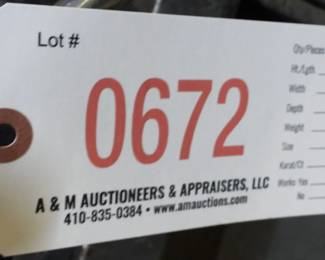 Lot #
0672
A & M AUCTIONEERS & APPRAISERS, LLC
410-835-0384 • www.amauctions.com
Qty/Pieces
Ht./Lgth
Width
Depth
Weight
Size
Karat/Ct
Works: Yes
No